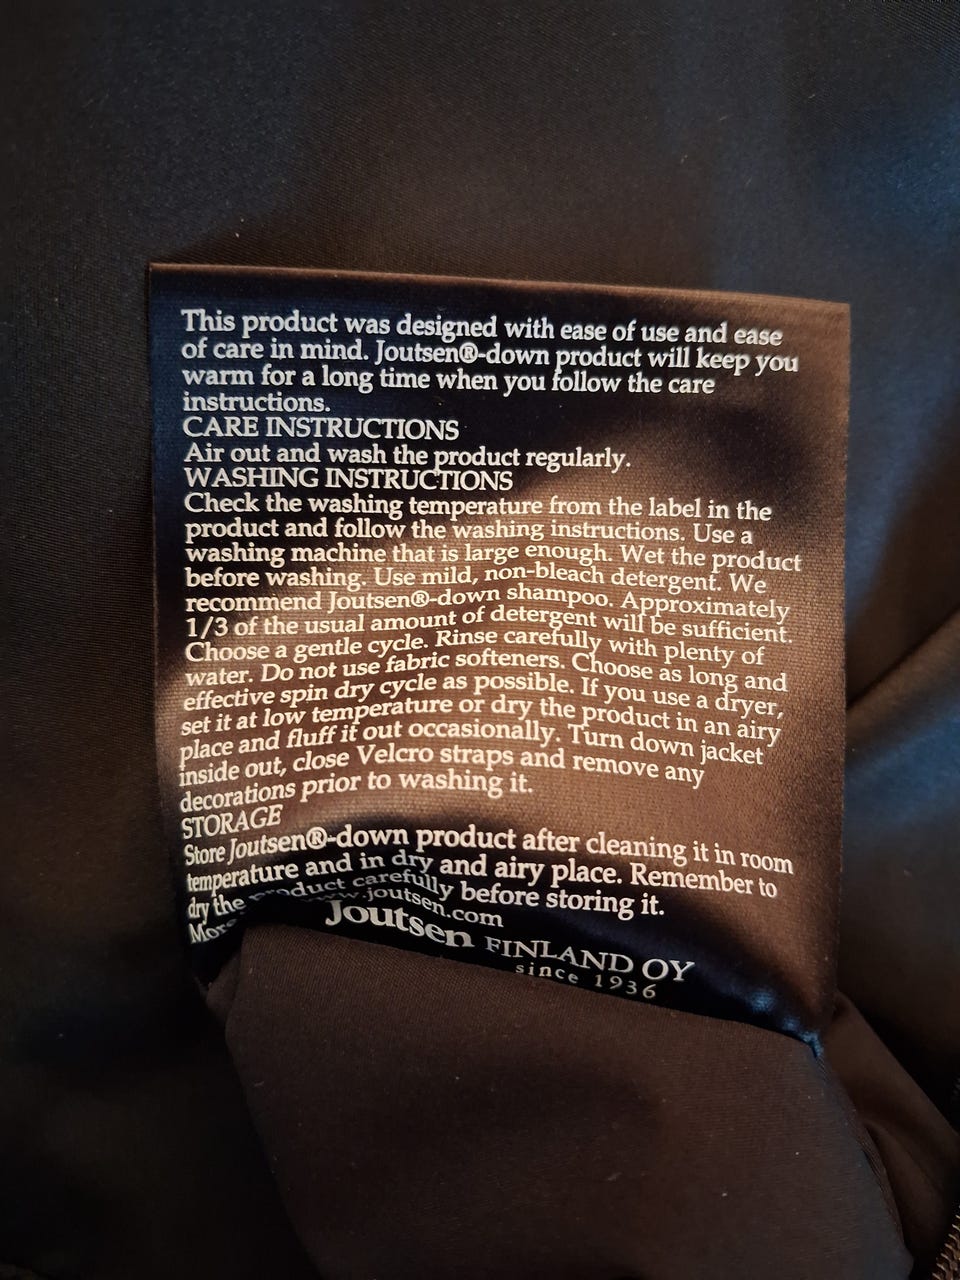 This product was designed with ease of use and ease
of care in mind. Joutsen®-down product will keep you
warm for a long time when you follow the care
instructions.
CARE INSTRUCTIONS
Air out and wash the product regularly.
WASHING INSTRUCTIONS
Check the washing temperature from the label in the
product and follow the washing instructions. Use a
washing machine that is large enough. Wet the product
before washing. Use mild, non-bleach detergent. We
recommend Joutsen®-down shampoo. Approximately
1/3 of the usual amount of detergent will be sufficient.
Choose a gentle cycle. Rinse carefully with plenty of
water. Do not use fabric softeners. Choose as long and
effective spin dry cycle as possible. If you use a dryer,
set it at low temperature or dry the product in an airy
place and fluff it out occasionally. Turn down jacket
inside out, close Velcro straps and remove any
decorations prior to washing it.
STORAGE
Store Joutsen®-down product after cleaning it in room
temperature and in dry and airy place. Remember to
dry the product carefully before storing it.
More www.joutsen.com
Joutsen FINLAND OY
since 1936